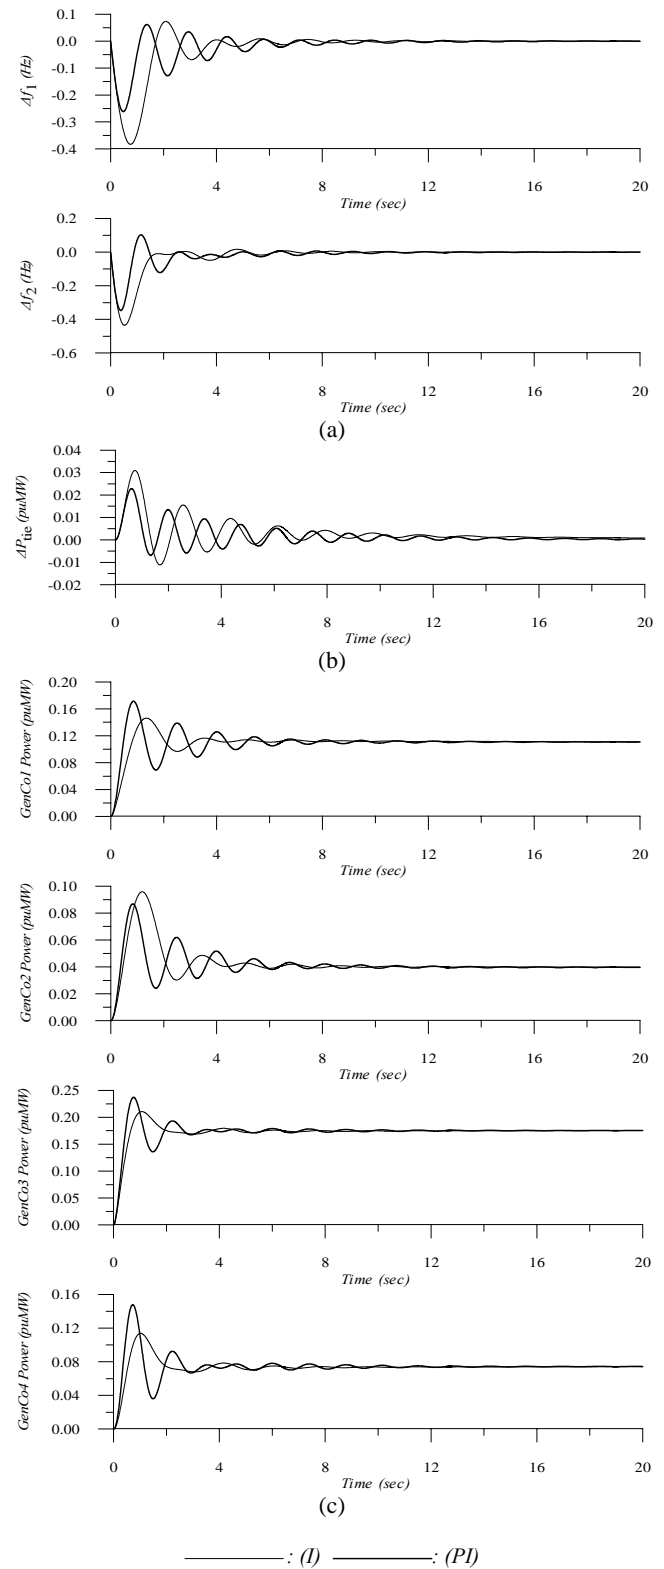 0.1
0.0
-0.1
-0.2
-0.3
-0.4
Δf1 (Hz)
0 4 8 12 16 20
Time (sec)
0.2
0.0
-0.2
-0.4
-0.6
Δf2 (Hz)
0 4 8 12 16 20
Time (sec)
(a)
0.04
0.03
0.02
0.01
0.00
-0.01
-0.02
ΔPtie (puMW)
0 4 8 12 16 20
Time (sec)
(b)
0.20
0.16
0.12
0.08
0.04
0.00
GenCo1 Power (puMW)
0 4 8 12 16 20
Time (sec)
0.10
0.08
0.06
0.04
0.02
0.00
GenCo2 Power (puMW)
0 4 8 12 16 20
Time (sec)
0.25
0.20
0.15
0.10
0.05
0.00
GenCo3 Power (puMW)
0 4 8 12 16 20
Time (sec)
0.16
0.12
0.08
0.04
0.00
GenCo4 Power (puMW)
0 4 8 12 16 20
Time (sec)
(c)
: (I) : (PI)